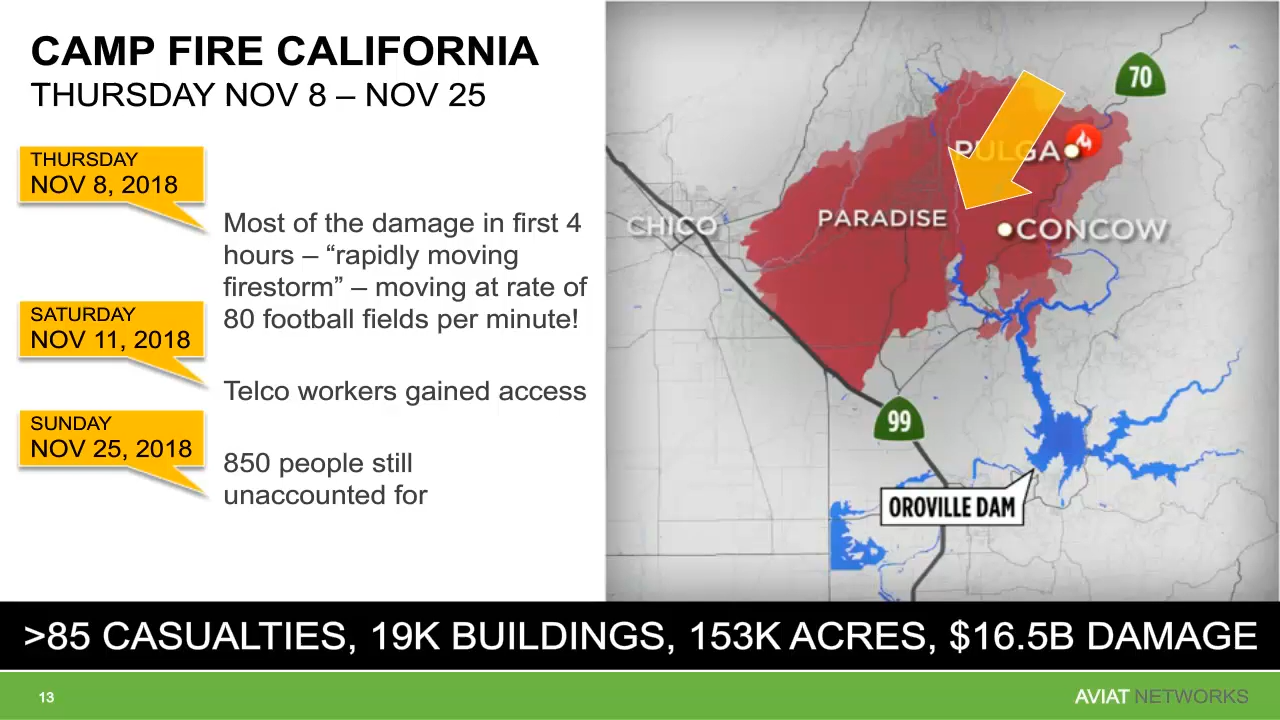 CAMP FIRE CALIFORNIA
THURSDAY NOV 8 – NOV 25
THURSDAY
NOV 8, 2018
Most of the damage in first 4
hours – “rapidly moving
firestorm” – moving at rate of
80 football fields per minute!
SATURDAY
NOV 11, 2018
Telco workers gained access
SUNDAY
NOV 25, 2018
850 people still
unaccounted for
70
PULGA
CHICO
PARADISE
CONCOW
99
OROVILLE DAM
>85 CASUALTIES, 19K BUILDINGS, 153K ACRES, $16.5B DAMAGE
13
AVIAT NETWORKS